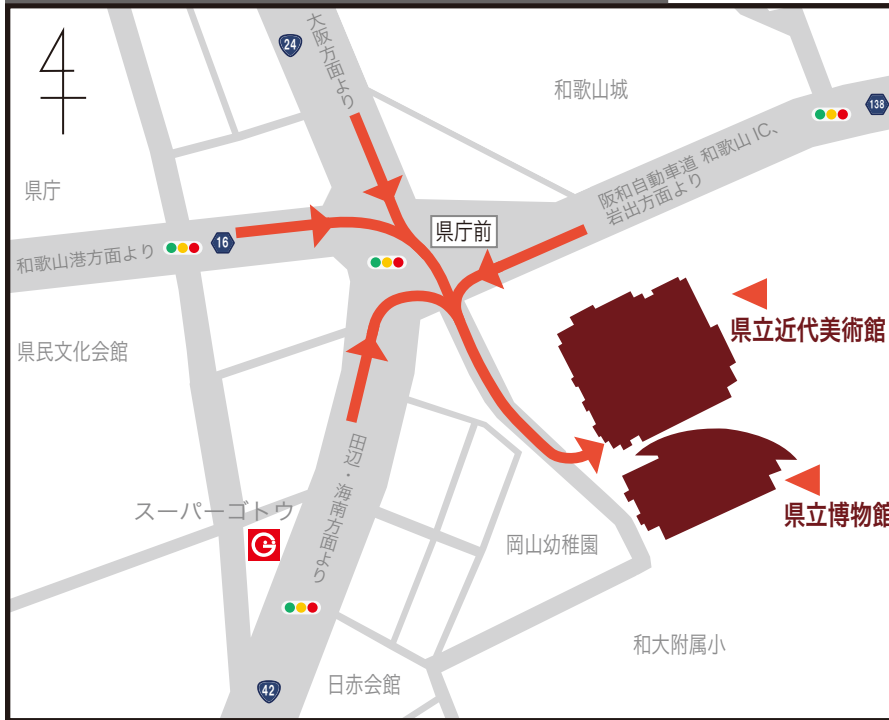 大阪方面より
24
和歌山城
138
阪和自動車道 和歌山 IC、
岩出方面より
県庁
県庁前
16
和歌山港方面より
県立近代美術館
県民文化会館
田辺・海南方面より
スーパーゴトウ
県立博物館
岡山幼稚園
和大附属小
日赤会館
42